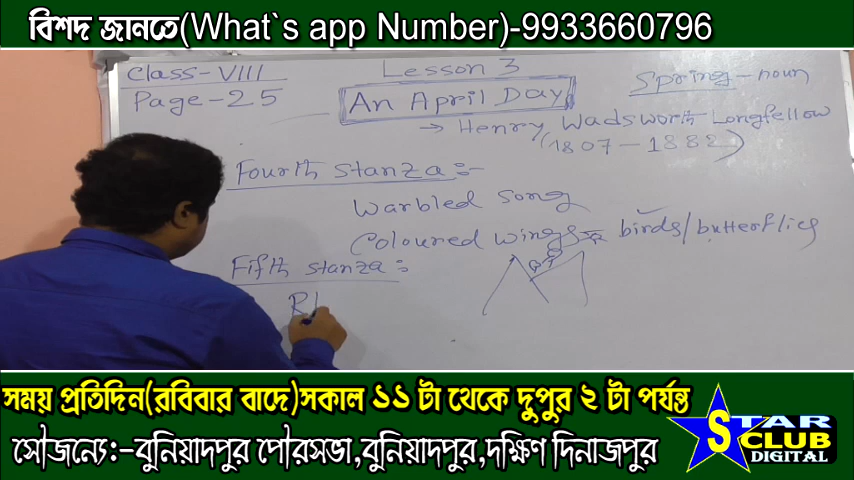 বিশদ জানতে(What`s app Number)-9933660796
Class-VIII
Lesson 3
Page-25
An April Day
Spring-noun
→ Henry Wadsworth Longfellow
(1807-1882)
Fourth Stanza:-
Warbled song
Coloured wings birds/butterflies
Fifth Stanza:
সময় প্রতিদিন(রবিবার বাদে)সকাল ১১ টা থেকে দুপুর ২ টা পর্যন্ত
সৌজন্যে:-বুনিয়াদপুর পৌরসভা,বুনিয়াদপুর,দক্ষিণ দিনাজপুর
STAR
CLUB
DIGITAL